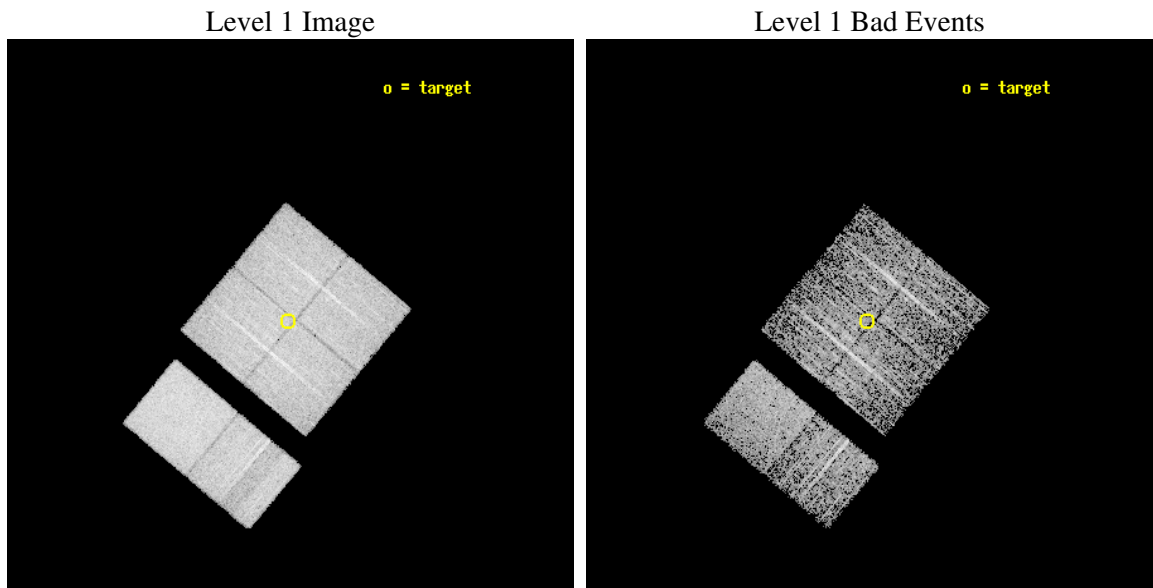 Level 1 Image
Level 1 Bad Events
o = target
o = target